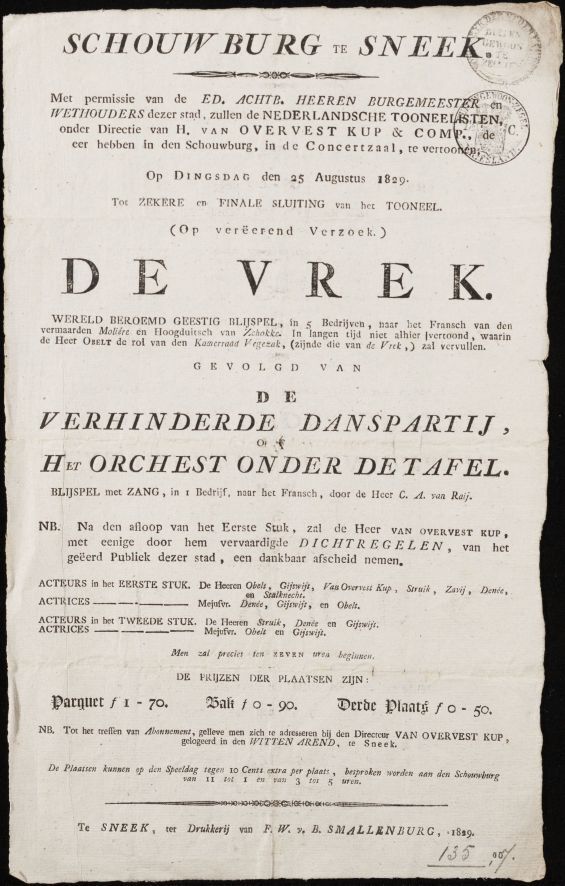 SCHOUWBURG TE SNEEK.
BUITEN
GEWOON
Met permissie van de ED. ACHTB. HEEREN BURGEMEESTER en
WETHOUDERS dezer stad, zullen de NEDERLANDSCHE TOONEELISTEN,
onder Directie van H. VAN OVERVEST KUP & COMP., de C.
eer hebben in den Schouwburg, in de Concertzaal, te vertoonen;
Op DINGSDAG den 25 Augustus 1829.
Tot ZEKERE en FINALE SLUITING van het TOONEEL.
(Op veréerend Verzoek.)
DE VREK.
WERELD BEROEMD GEESTIG BLIJSPEL, in 5 Bedrijven, naar het Fransch van den
vermaarden Moliére en Hoogduitsch van Zchokke. In langen tijd niet alhier vertoond, waarin
de Heer OBELT de rol van den Kamerraad Vegezak, (zijnde die van de Vrek,) zal vervullen.
GEVOLGD VAN
DE
VERHINDERDE DANSPARTIJ,
OF
HET ORCHEST ONDER DE TAFEL.
BLIJSPEL met ZANG, in 1 Bedrijf, naar het Fransch, door de Heer C. A. van Raij.
NB. Na den afloop van het Eerste Stuk, zal de Heer VAN OVERVEST KUP,
met eenige door hem vervaardigde DICHTREGELEN, van het
geëerd Publiek dezer stad, een dankbaar afscheid nemen.
ACTEURS in het EERSTE STUK. De Heeren Obelt, Gijswijt, Van Overvest Kup, Struik, Zavij, Denée,
en Stalknecht.
ACTRICES — — — Mejufvr. Denée, Gijswijt, en Obelt.
ACTEURS in het TWEEDE STUK. De Heeren Struik, Denée en Gijswijt.
ACTRICES — — — Mejufvr. Obelt en Gijswijt.
Men zal precies ten ZEVEN uren beginnen.
DE PRIJZEN DER PLAATSEN ZIJN:
Parquet ƒ 1 - 70. Bak ƒ 0 - 90. Derde Plaats ƒ 0 - 50.
NB. Tot het treffen van Abonnement, gelieve men zich te adresseren bij den Directeur VAN OVERVEST KUP,
gelogeerd in den WITTEN AREND, te Sneek.
De Plaatsen kunnen op den Speeldag tegen 10 Cents extra per plaats, besproken worden aan den Schouwburg
van 11 tot 1 en van 3 tot 5 uren.
Te SNEEK, ter Drukkerij van F. W. v. B. SMALLENBURG, 1829.
135